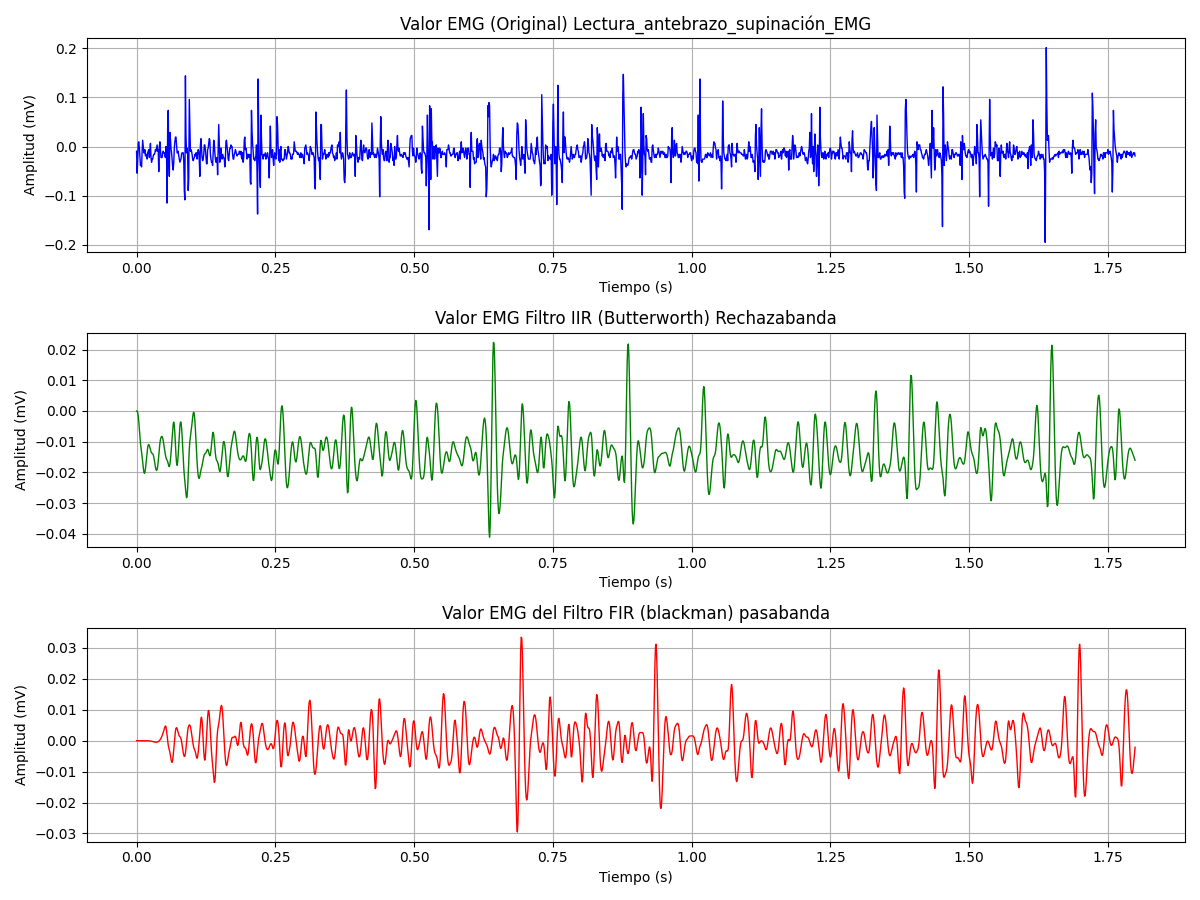 Valor EMG (Original) Lectura_antebrazo_supinación_EMG
Amplitud (mV)
0.2
0.1
0.0
−0.1
−0.2
0.00 0.25 0.50 0.75 1.00 1.25 1.50 1.75
Tiempo (s)
Valor EMG Filtro IIR (Butterworth) Rechazabanda
Amplitud (mV)
0.02
0.01
0.00
−0.01
−0.02
−0.03
−0.04
0.00 0.25 0.50 0.75 1.00 1.25 1.50 1.75
Tiempo (s)
Valor EMG del Filtro FIR (blackman) pasabanda
Amplitud (mV)
0.03
0.02
0.01
0.00
−0.01
−0.02
−0.03
0.00 0.25 0.50 0.75 1.00 1.25 1.50 1.75
Tiempo (s)